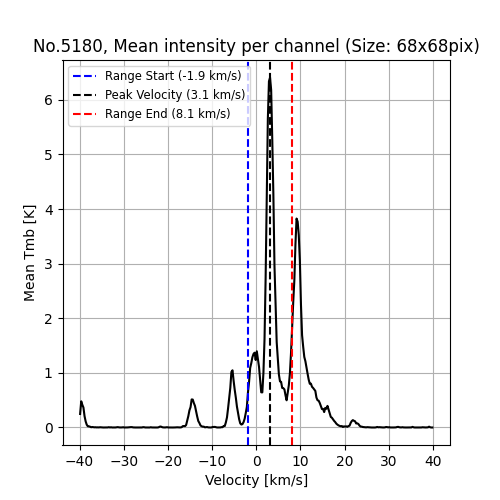 No.5180, Mean intensity per channel (Size: 68x68pix)
Range Start (-1.9 km/s)
Peak Velocity (3.1 km/s)
Range End (8.1 km/s)
Mean Tmb [K]
6
5
4
3
2
1
0
−40 −30 −20 −10 0 10 20 30 40
Velocity [km/s]